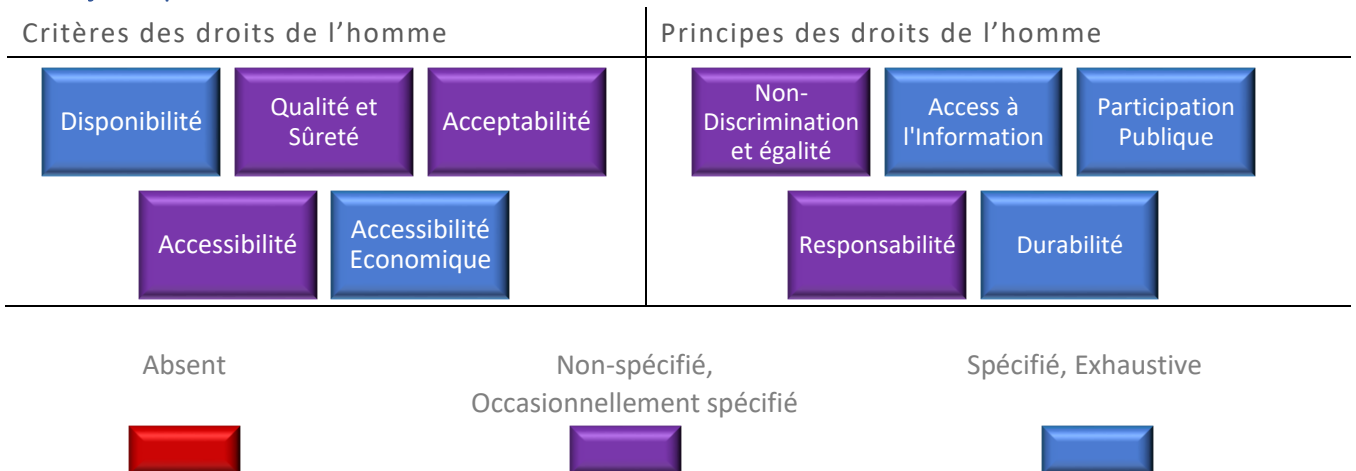 Critères des droits de l’homme
Principes des droits de l’homme
Disponibilité
Qualité et
Sûreté
Acceptabilité
Non-
Discrimination
et égalité
Access à
l'Information
Participation
Publique
Accessibilité
Accessibilité
Economique
Responsabilité
Durabilité
Absent
Non-spécifié,
Occasionnellement spécifié
Spécifié, Exhaustive